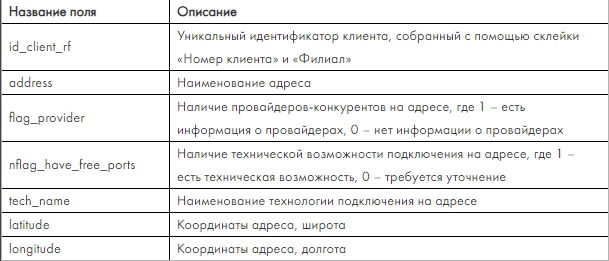 Название поля Описание
id_client_rf Уникальный идентификатор клиента, собранный с помощью склейки
«Номер клиента» и «Филиал»
address Наименование адреса
flag_provider Наличие провайдеров-конкурентов на адресе, где 1 – есть
информация о провайдерах, 0 – нет информации о провайдерах
nflag_have_free_ports Наличие технической возможности подключения на адресе, где 1 –
есть техническая возможность, 0 – требуется уточнение
tech_name Наименование технологии подключения на адресе
latitude Координаты адреса, широта
longitude Координаты адреса, долгота